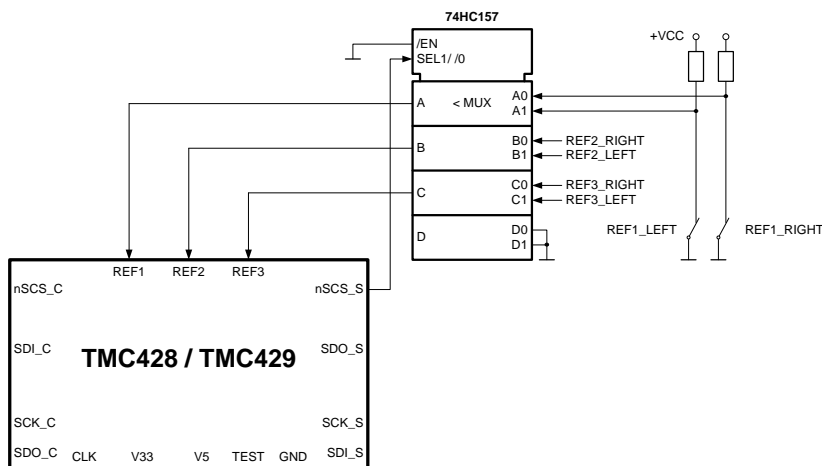 74HC157
/EN
SEL1/ /0
+VCC
A
< MUX
A0
A1
B
B0
B1
REF2_RIGHT
REF2_LEFT
C
C0
C1
REF3_RIGHT
REF3_LEFT
D
D0
D1
REF1_LEFT
REF1_RIGHT
REF1 REF2 REF3
nSCS_C
nSCS_S
SDI_C
TMC428 / TMC429
SDO_S
SCK_C
SCK_S
SDO_C CLK V33 V5 TEST GND SDI_S